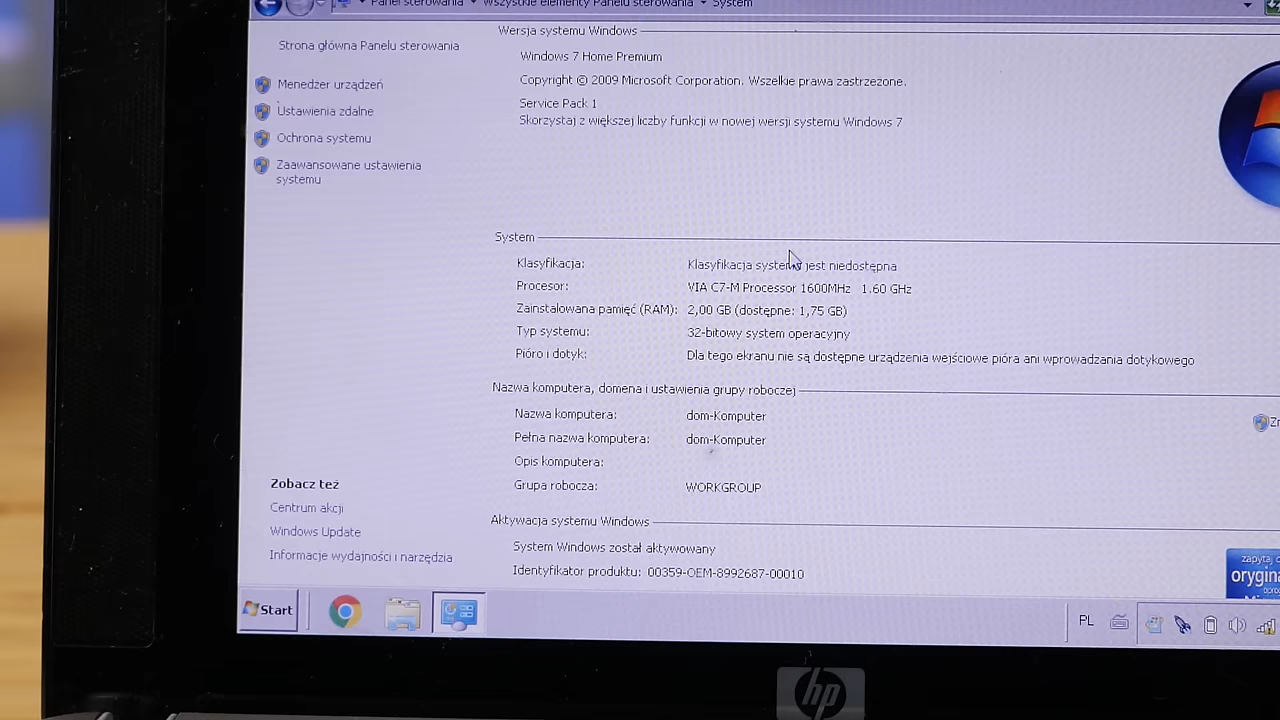 Panel sterowania
Wszystkie elementy Panelu sterowania
System
Strona główna Panelu sterowania
Menedżer urządzeń
Ustawienia zdalne
Ochrona systemu
Zaawansowane ustawienia
systemu
Wersja systemu Windows
Windows 7 Home Premium
Copyright © 2009 Microsoft Corporation. Wszelkie prawa zastrzeżone.
Service Pack 1
Skorzystaj z większej liczby funkcji w nowej wersji systemu Windows 7
System
Klasyfikacja: Klasyfikacja systemu jest niedostępna
Procesor: VIA C7-M Processor 1600MHz 1.60 GHz
Zainstalowana pamięć (RAM): 2,00 GB (dostępne: 1,75 GB)
Typ systemu: 32-bitowy system operacyjny
Pióro i dotyk: Dla tego ekranu nie są dostępne urządzenia wejściowe pióra ani wprowadzania dotykowego
Nazwa komputera, domena i ustawienia grupy roboczej
Nazwa komputera: dom-Komputer
Pełna nazwa komputera: dom-Komputer
Opis komputera:
Grupa robocza: WORKGROUP
Zobacz też
Centrum akcji
Windows Update
Informacje wydajności i narzędzia
Aktywacja systemu Windows
System Windows został aktywowany
Identyfikator produktu: 00359-OEM-8992687-00010
zapytaj o
orygina
Start
PL
hp